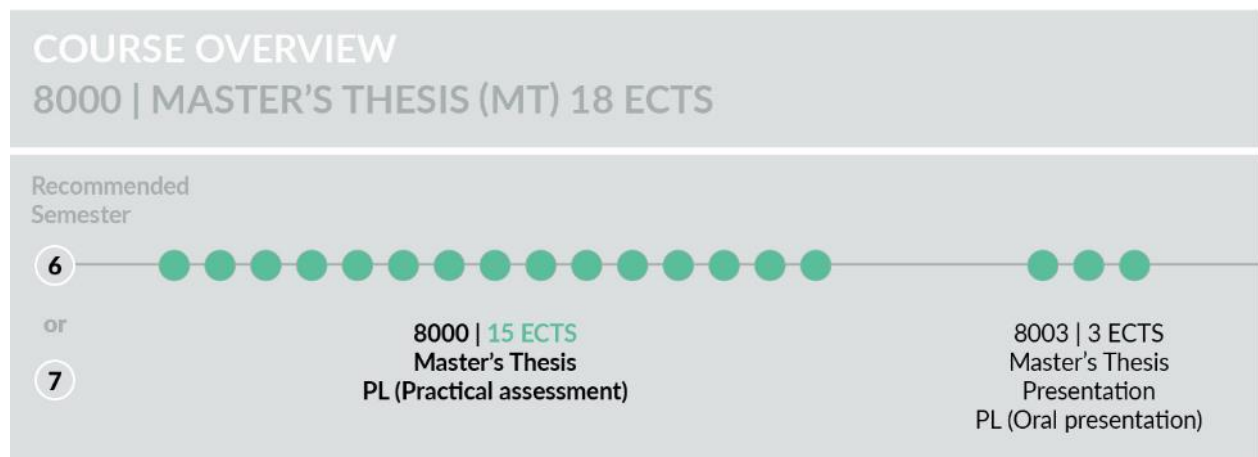 COURSE OVERVIEW
8000 | MASTER’S THESIS (MT) 18 ECTS
Recommended
Semester
6
or
7
8000 | 15 ECTS
Master’s Thesis
PL (Practical assessment)
8003 | 3 ECTS
Master’s Thesis
Presentation
PL (Oral presentation)